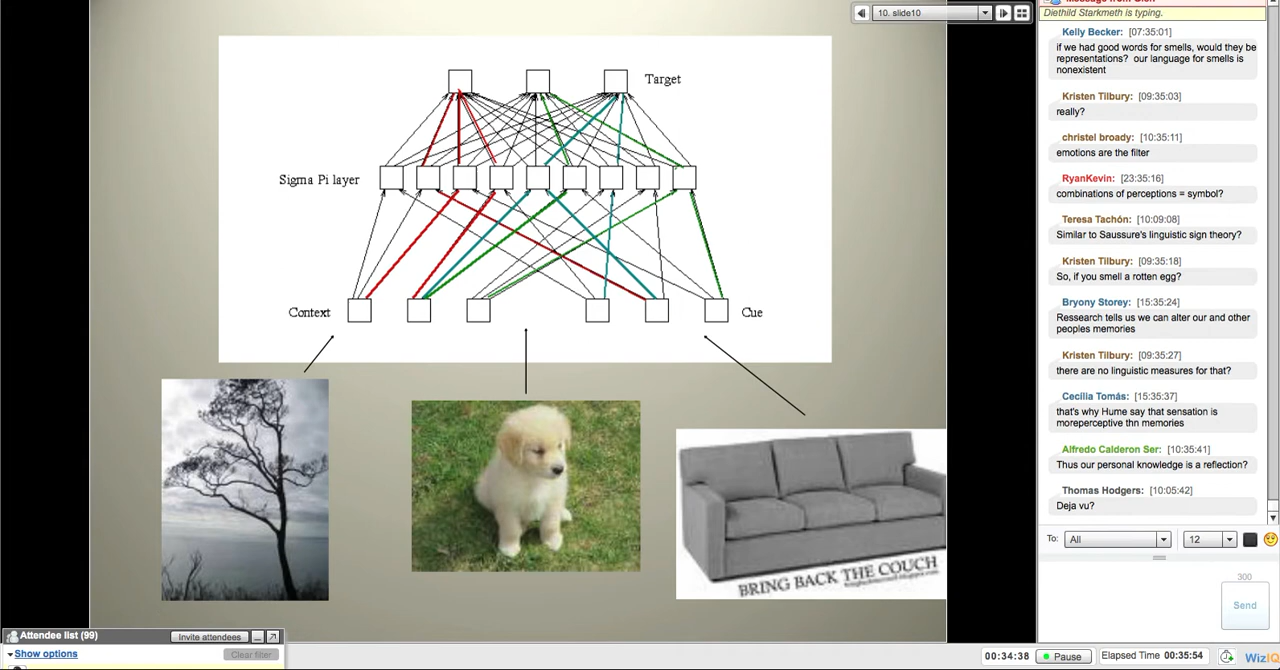 10. slide10
Target
Sigma Pi layer
Context
Cue
BRING BACK THE COUCH
Attendee list (99)
Invite attendees
Show options
Clear filter
Diethild Starkmeth is typing.
Kelly Becker: [07:35:01]
if we had good words for smells, would they be
representations? our language for smells is
nonexistent
Kristen Tilbury: [09:35:03]
really?
christel broady: [10:35:11]
emotions are the filter
RyanKevin: [23:35:16]
combinations of perceptions = symbol?
Teresa Tachón: [10:09:08]
Similar to Saussure's linguistic sign theory?
Kristen Tilbury: [09:35:18]
So, if you smell a rotten egg?
Bryony Storey: [15:35:24]
Ressearch tells us we can alter our and other
peoples memories
Kristen Tilbury: [09:35:27]
there are no linguistic measures for that?
Cecilia Tomás: [15:35:37]
that's why Hume say that sensation is
moreperceptive thn memories
Alfredo Calderon Ser: [10:35:41]
Thus our personal knowledge is a reflection?
Thomas Hodgers: [10:05:42]
Deja vu?
To: All 12
300
Send
00:34:38 Pause Elapsed Time 00:35:54 WizIQ